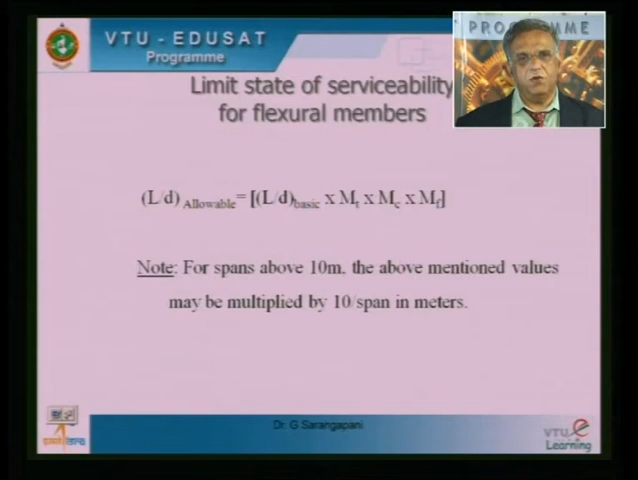 VTU - EDUSAT
Programme
PROGRAMME
Limit state of serviceability
for flexural members
(L/d) Allowable= [(L/d)basic x Mt x Mc x Mf]
Note: For spans above 10m, the above mentioned values
may be multiplied by 10/span in meters.
Dr. G Sarangapani
VTU e
Learning